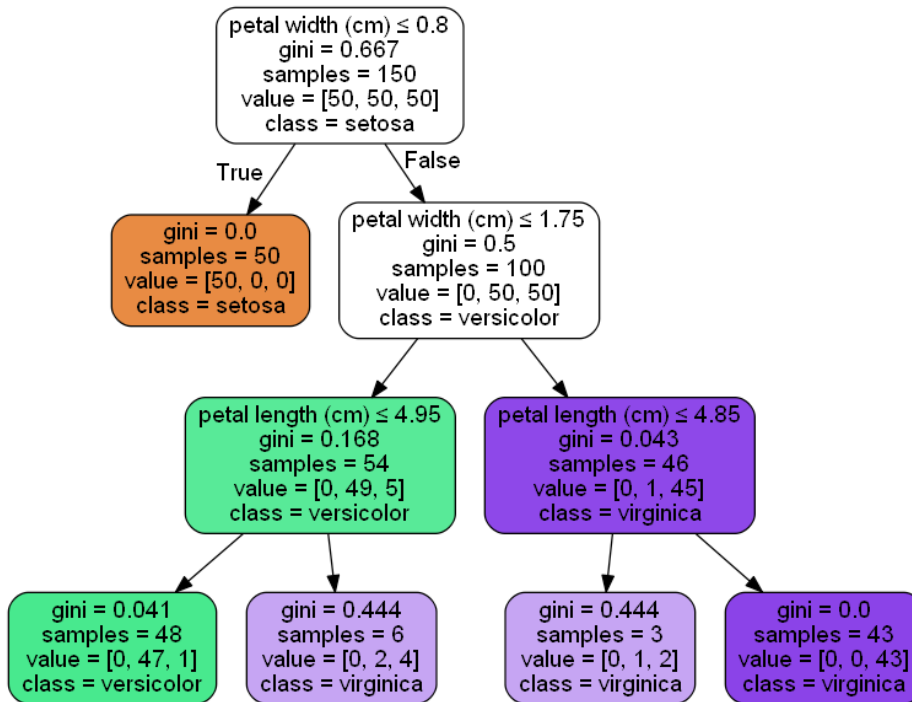 petal width (cm) ≤ 0.8
gini = 0.667
samples = 150
value = [50, 50, 50]
class = setosa
True
False
gini = 0.0
samples = 50
value = [50, 0, 0]
class = setosa
petal width (cm) ≤ 1.75
gini = 0.5
samples = 100
value = [0, 50, 50]
class = versicolor
petal length (cm) ≤ 4.95
gini = 0.168
samples = 54
value = [0, 49, 5]
class = versicolor
petal length (cm) ≤ 4.85
gini = 0.043
samples = 46
value = [0, 1, 45]
class = virginica
gini = 0.041
samples = 48
value = [0, 47, 1]
class = versicolor
gini = 0.444
samples = 6
value = [0, 2, 4]
class = virginica
gini = 0.444
samples = 3
value = [0, 1, 2]
class = virginica
gini = 0.0
samples = 43
value = [0, 0, 43]
class = virginica